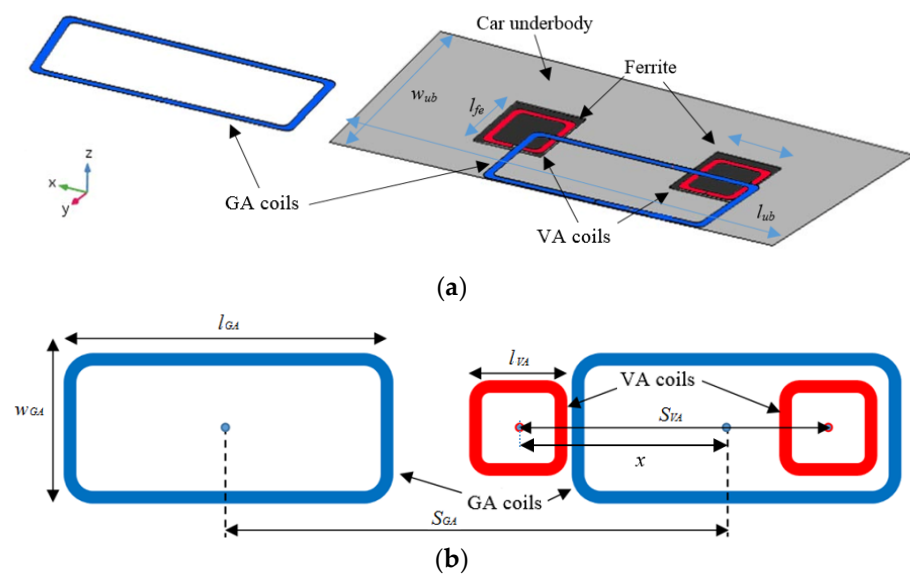 Car underbody
Ferrite
w_ub
l_fe
z
x
y
GA coils
VA coils
l_ub
(a)
l_GA
l_VA
VA coils
w_GA
S_VA
x
GA coils
S_GA
(b)